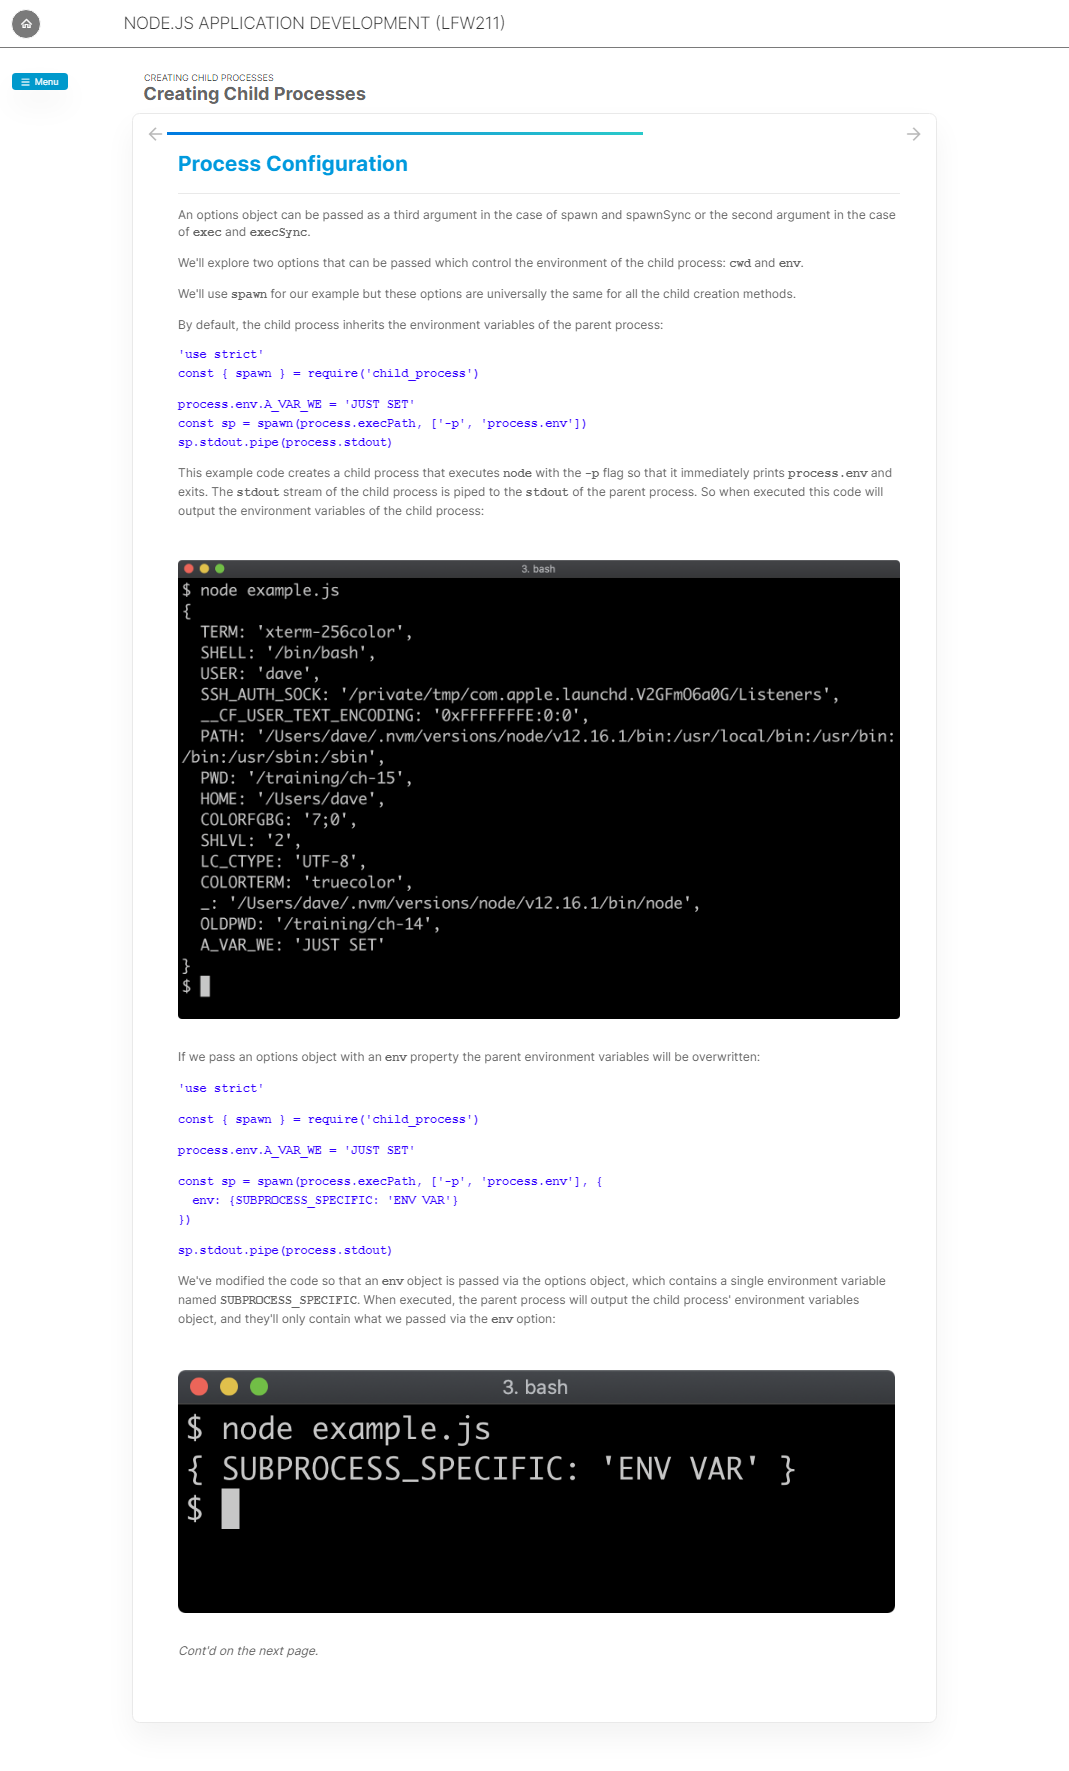 NODE.JS APPLICATION DEVELOPMENT (LFW211)
Menu
CREATING CHILD PROCESSES
Creating Child Processes
Process Configuration
An options object can be passed as a third argument in the case of spawn and spawnSync or the second argument in the case
of exec and execSync.
We'll explore two options that can be passed which control the environment of the child process: cwd and env.
We'll use spawn for our example but these options are universally the same for all the child creation methods.
By default, the child process inherits the environment variables of the parent process:
'use strict'
const { spawn } = require('child_process')
process.env.A_VAR_WE = 'JUST SET'
const sp = spawn(process.execPath, ['-p', 'process.env'])
sp.stdout.pipe(process.stdout)
This example code creates a child process that executes node with the -p flag so that it immediately prints process.env and
exits. The stdout stream of the child process is piped to the stdout of the parent process. So when executed this code will
output the environment variables of the child process:
3. bash
$ node example.js
{
  TERM: 'xterm-256color',
  SHELL: '/bin/bash',
  USER: 'dave',
  SSH_AUTH_SOCK: '/private/tmp/com.apple.launchd.V2GFmO6a0G/Listeners',
  __CF_USER_TEXT_ENCODING: '0xFFFFFFFE:0:0',
  PATH: '/Users/dave/.nvm/versions/node/v12.16.1/bin:/usr/local/bin:/usr/bin:
/bin:/usr/sbin:/sbin',
  PWD: '/training/ch-15',
  HOME: '/Users/dave',
  COLORFGBG: '7;0',
  SHLVL: '2',
  LC_CTYPE: 'UTF-8',
  COLORTERM: 'truecolor',
  _: '/Users/dave/.nvm/versions/node/v12.16.1/bin/node',
  OLDPWD: '/training/ch-14',
  A_VAR_WE: 'JUST SET'
}
$
If we pass an options object with an env property the parent environment variables will be overwritten:
'use strict'
const { spawn } = require('child_process')
process.env.A_VAR_WE = 'JUST SET'
const sp = spawn(process.execPath, ['-p', 'process.env'], {
  env: {SUBPROCESS_SPECIFIC: 'ENV VAR'}
})
sp.stdout.pipe(process.stdout)
We've modified the code so that an env object is passed via the options object, which contains a single environment variable
named SUBPROCESS_SPECIFIC. When executed, the parent process will output the child process' environment variables
object, and they'll only contain what we passed via the env option:
3. bash
$ node example.js
{ SUBPROCESS_SPECIFIC: 'ENV VAR' }
$
Cont'd on the next page.